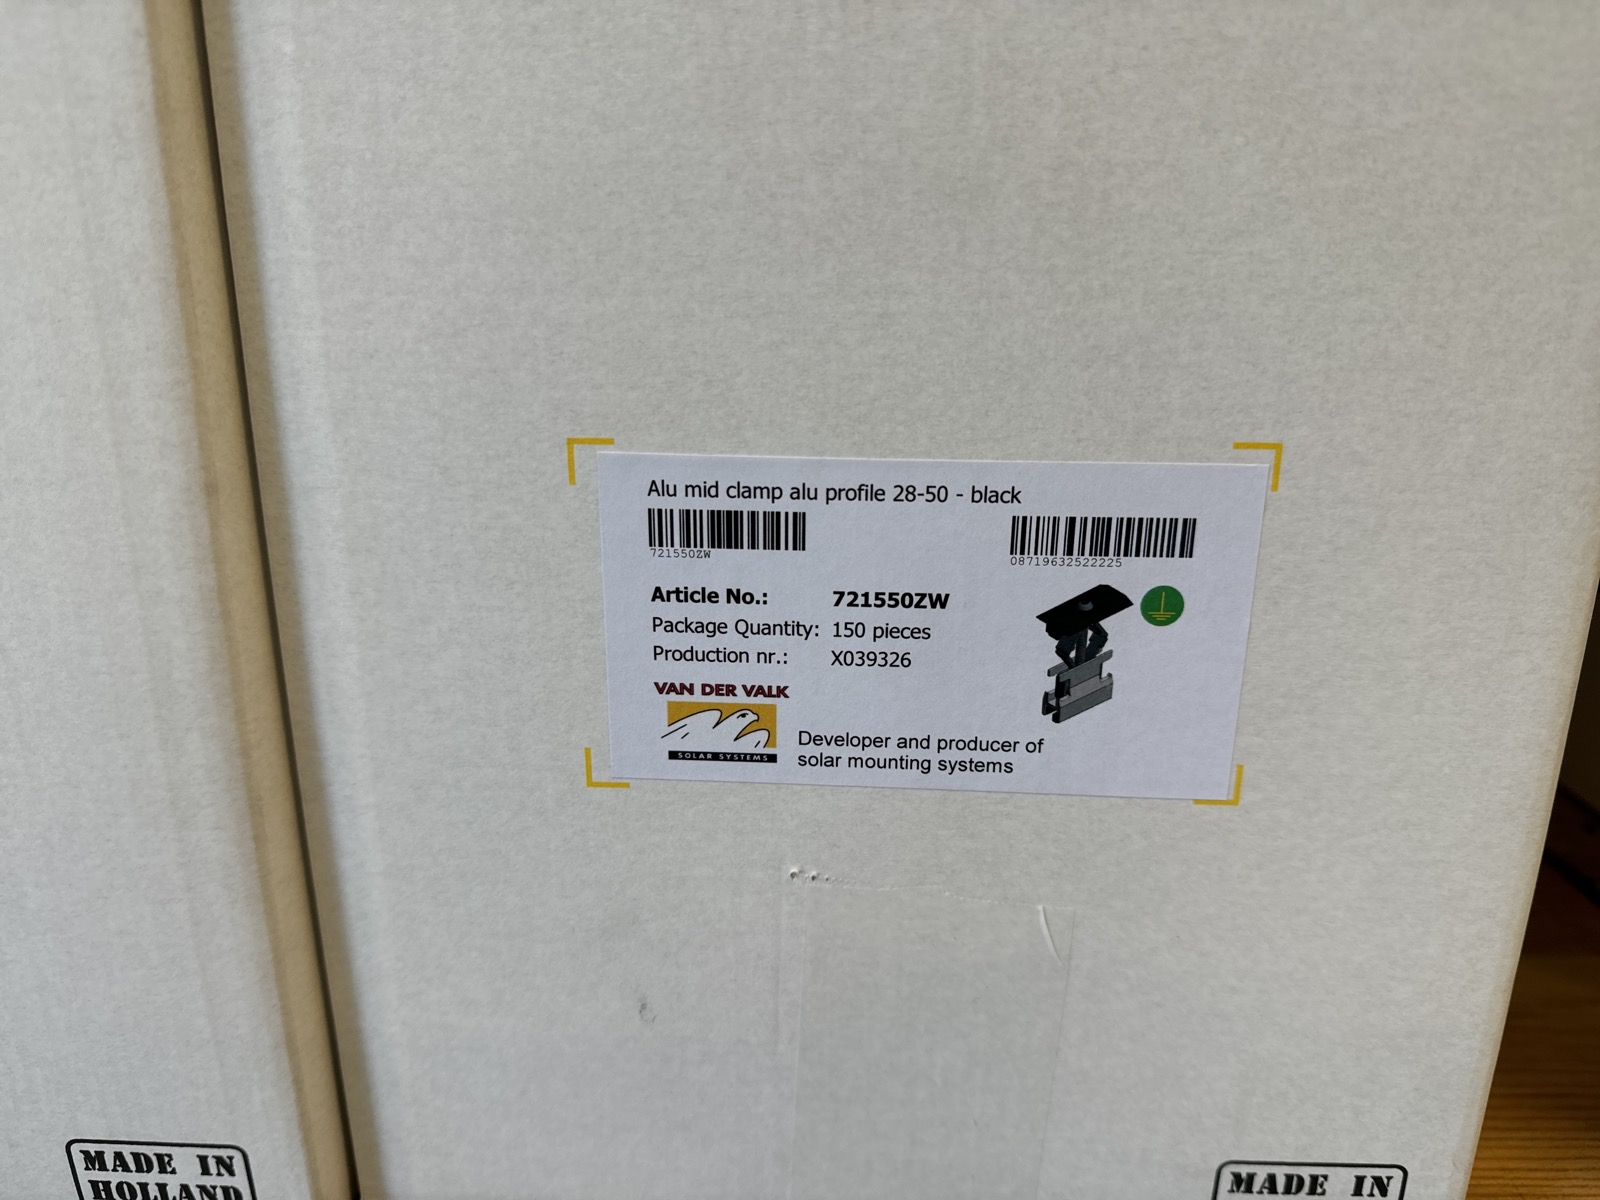 Alu mid clamp alu profile 28-50 - black
721550ZW
08719632522225
Article No.: 721550ZW
Package Quantity: 150 pieces
Production nr.: X039326
VAN DER VALK
SOLAR SYSTEMS
Developer and producer of
solar mounting systems
MADE IN
HOLLAND
MADE IN